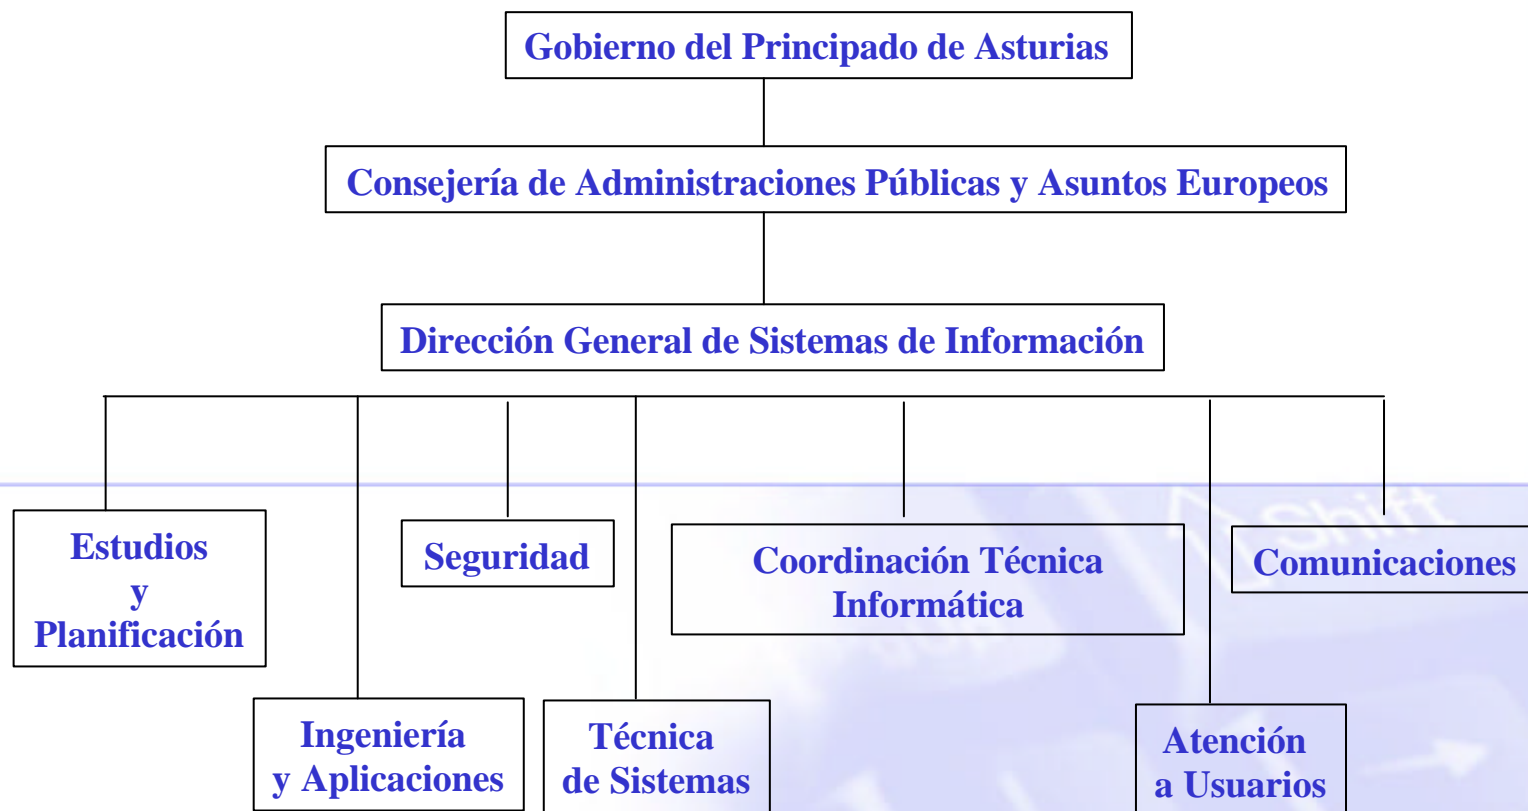 Gobierno del Principado de Asturias
Consejería de Administraciones Públicas y Asuntos Europeos
Dirección General de Sistemas de Información
Estudios
y
Planificación
Seguridad
Coordinación Técnica
Informática
Comunicaciones
Ingeniería
y Aplicaciones
Técnica
de Sistemas
Atención
a Usuarios
Shift